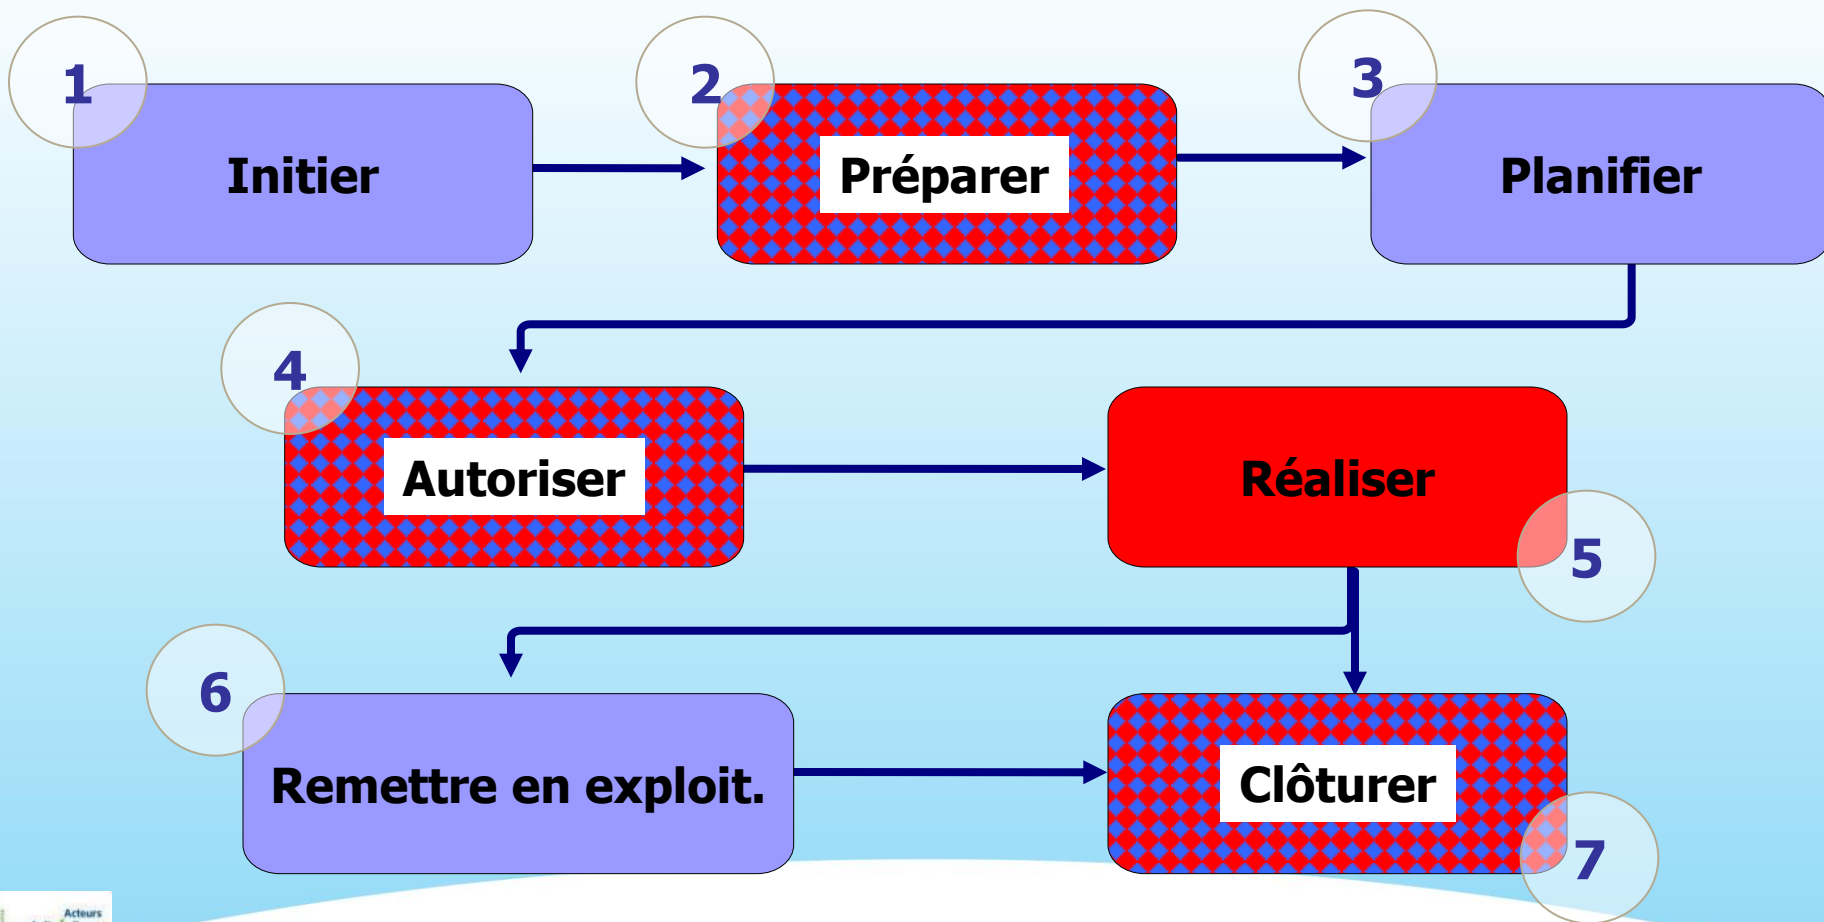 1
Initier
2
Préparer
3
Planifier
4
Autoriser
Réaliser
5
6
Remettre en exploit.
Clôturer
7
Acteurs